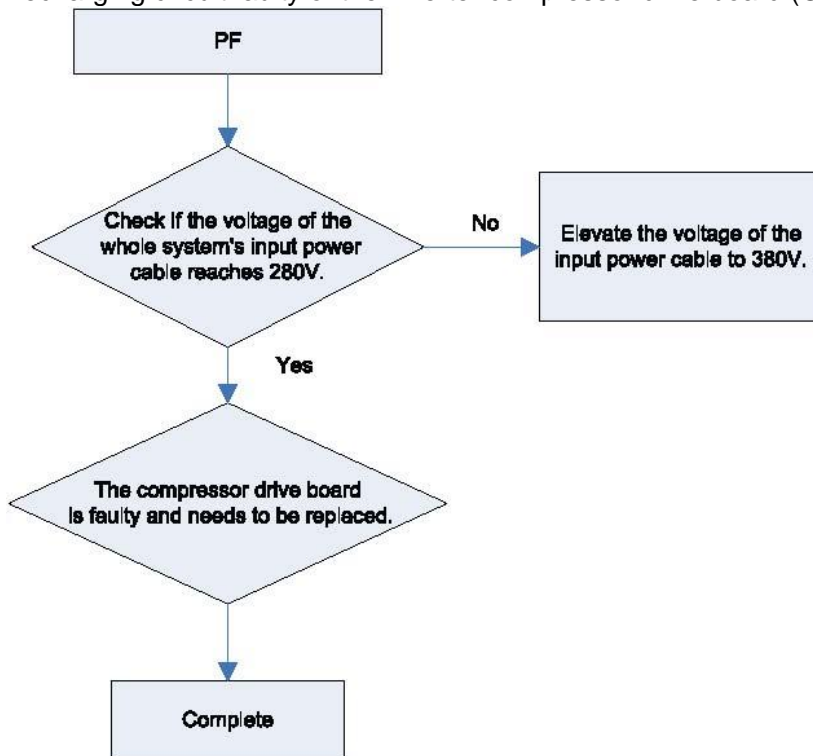 PF
Check if the voltage of the
whole system's input power
cable reaches 280V.
No
Elevate the voltage of the
input power cable to 380V.
Yes
The compressor drive board
is faulty and needs to be replaced.
Complete